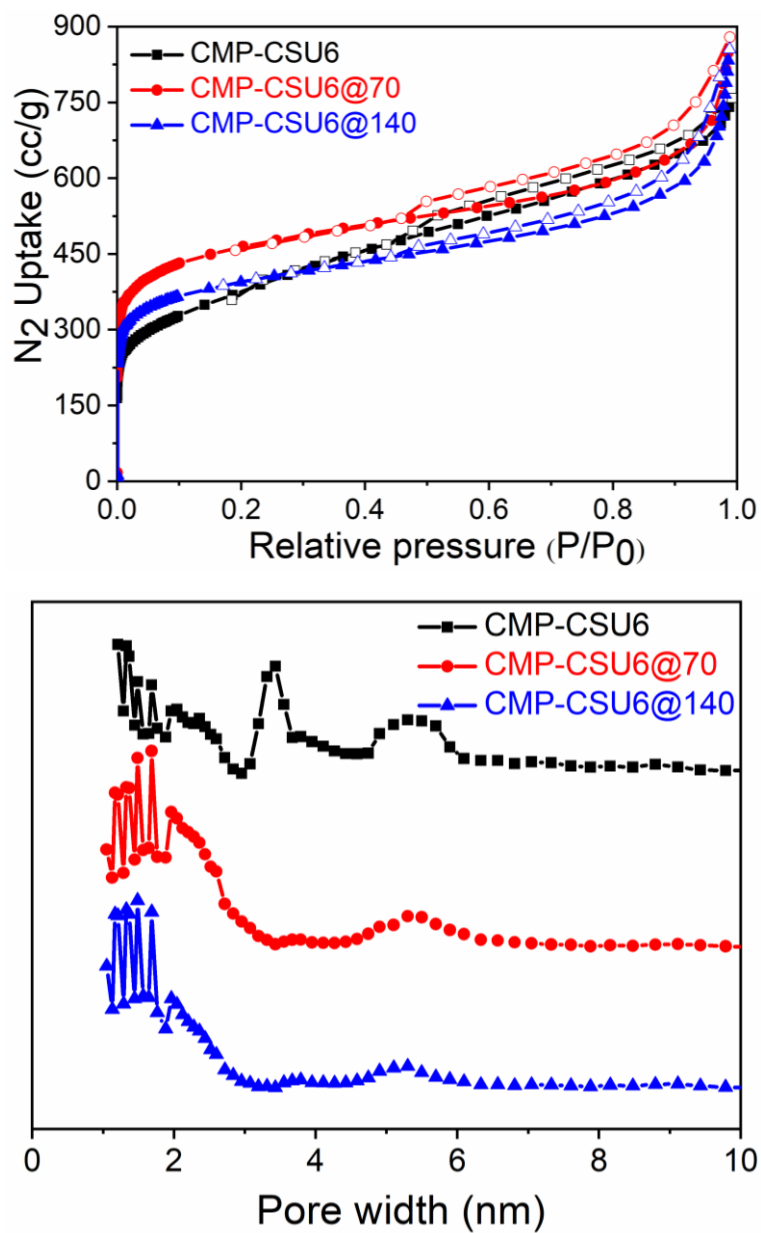 900
750
600
450
300
150
0
N2 Uptake (cc/g)
CMP-CSU6
CMP-CSU6@70
CMP-CSU6@140
0.0 0.2 0.4 0.6 0.8 1.0
Relative pressure (P/P0)
CMP-CSU6
CMP-CSU6@70
CMP-CSU6@140
0 2 4 6 8 10
Pore width (nm)